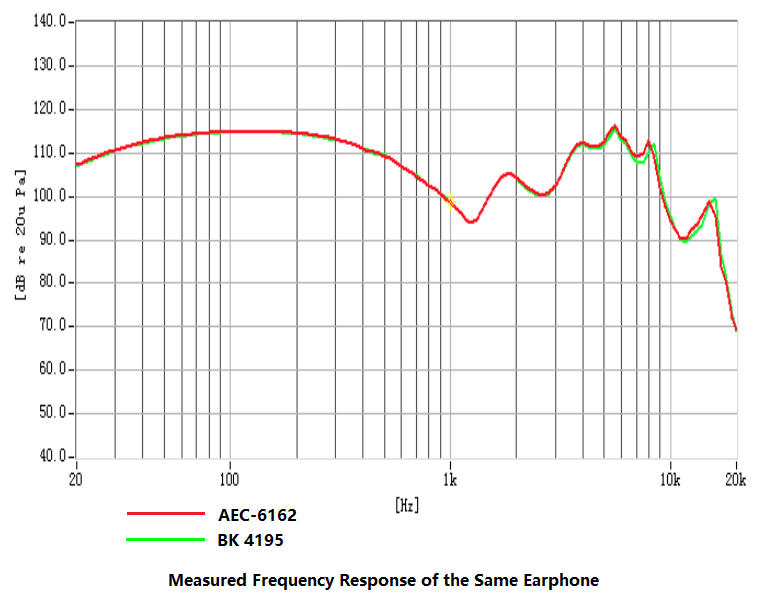 140.0
130.0
120.0
110.0
100.0
90.0
80.0
70.0
60.0
50.0
40.0
[dB re 20u Pa]
20 100 1k 10k 20k
[Hz]
AEC-6162
BK 4195
Measured Frequency Response of the Same Earphone